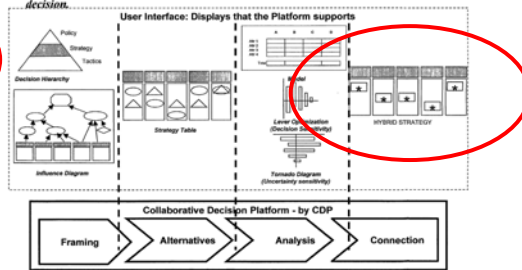 decision.
User Interface: Displays that the Platform supports
Policy
Strategy
Tactics
Decision Hierarchy
Influence Diagram
Strategy Table
A B C D
Model
Lever Optimization
(Decision Sensitivity)
Tornado Diagram
(Uncertainty sensitivity)
HYBRID STRATEGY
Collaborative Decision Platform - by CDP
Framing
Alternatives
Analysis
Connection